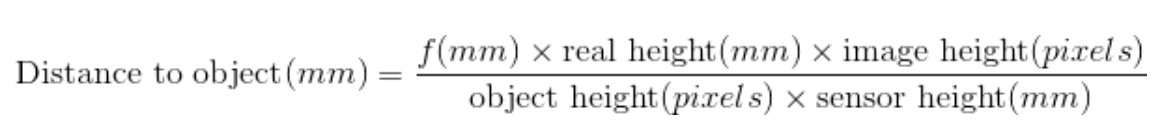 Distance to object(mm) = f(mm) × real height(mm) × image height(pixels)
object height(pixels) × sensor height(mm)